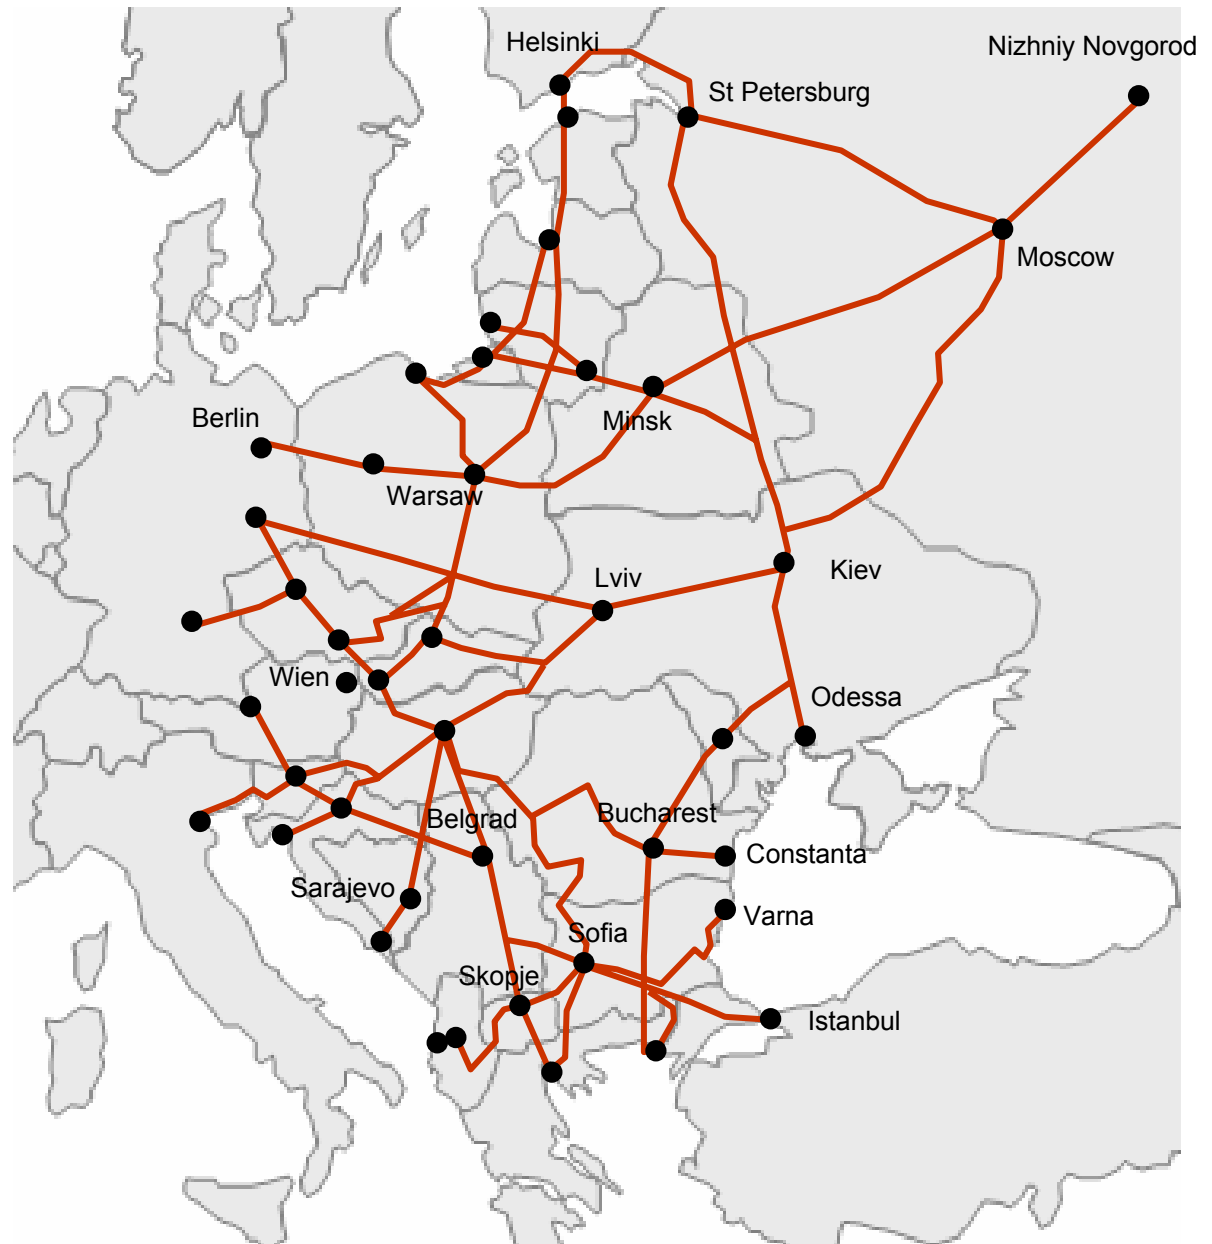 Helsinki
Nizhniy Novgorod
St Petersburg
Moscow
Berlin
Minsk
Warsaw
Lviv
Kiev
Wien
Odessa
Belgrad
Bucharest
Constanta
Sarajevo
Varna
Sofia
Skopje
Istanbul